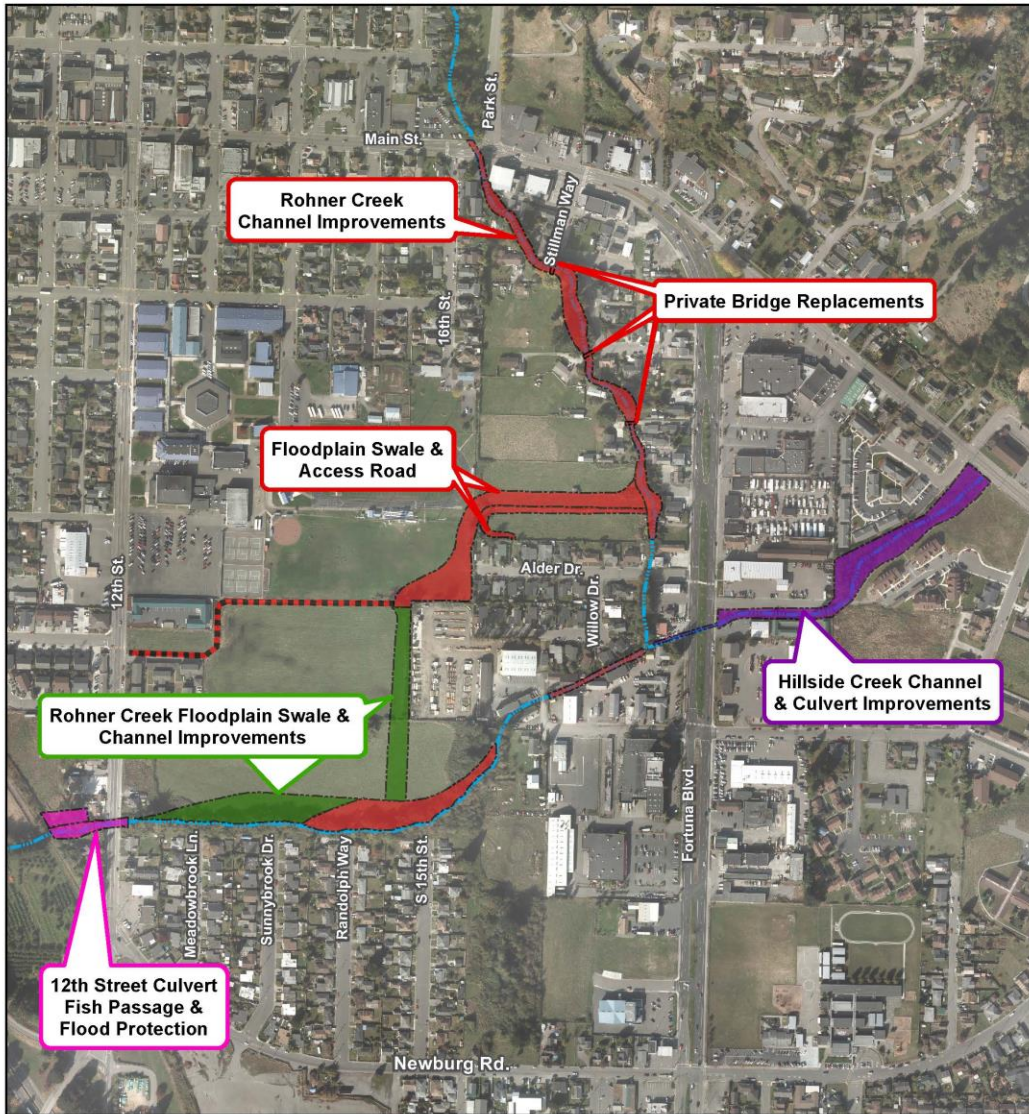 Park St.
Main St.
Rohner Creek
Channel Improvements
Stillman Way
Private Bridge Replacements
16th St.
Floodplain Swale &
Access Road
12th St.
Alder Dr.
Willow Dr.
Hillside Creek Channel
& Culvert Improvements
Rohner Creek Floodplain Swale &
Channel Improvements
Fortuna Blvd.
Meadowbrook Ln.
Sunnybrook Dr.
Randolph Way
S 15th St.
12th Street Culvert
Fish Passage &
Flood Protection
Newburg Rd.